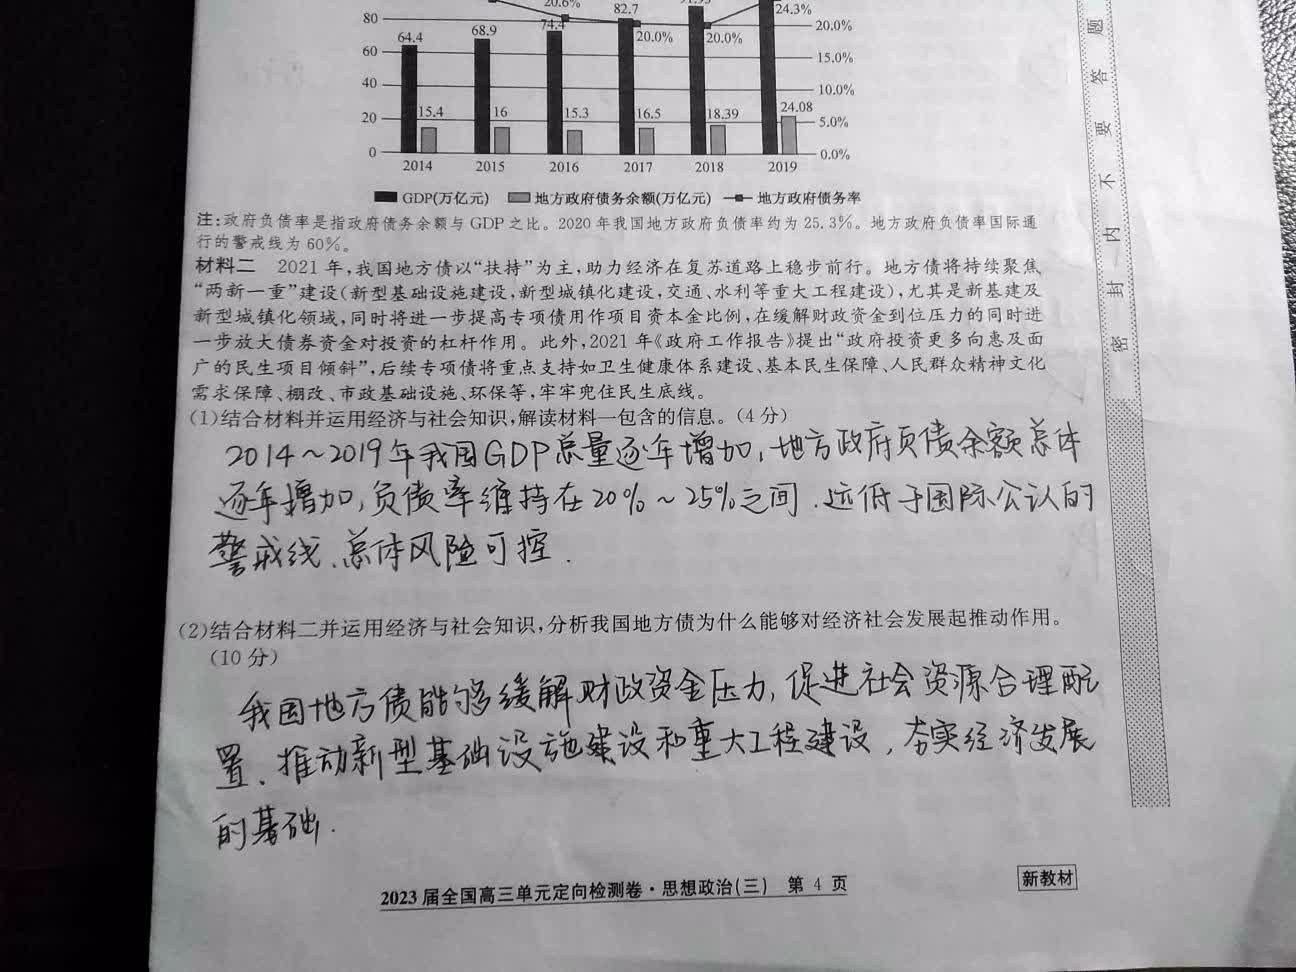 80
60
40
20
0
64.4
68.9
74.4
82.7
20.6%
20.0%
20.0%
24.3%
15.4
16
15.3
16.5
18.39
24.08
20.0%
15.0%
10.0%
5.0%
0.0%
2014 2015 2016 2017 2018 2019
GDP(万亿元) 地方政府债务余额(万亿元) 地方政府债务率
注:政府负债率是指政府债务余额与GDP之比。2020年我国地方政府负债率约为25.3%。地方政府负债率国际通
行的警戒线为60%。
材料二 2021年,我国地方债以“扶持”为主,助力经济在复苏道路上稳步前行。地方债将持续聚焦
“两新一重”建设(新型基础设施建设,新型城镇化建设,交通、水利等重大工程建设),尤其是新基建及
新型城镇化领域,同时将进一步提高专项债用作项目资本金比例,在缓解财政资金到位压力的同时进
一步放大债券资金对投资的杠杆作用。此外,2021年《政府工作报告》提出“政府投资更多向惠及面
广的民生项目倾斜”,后续专项债将重点支持如卫生健康体系建设、基本民生保障、人民群众精神文化
需求保障、棚改、市政基础设施、环保等,牢牢兜住民生底线。
(1)结合材料并运用经济与社会知识,解读材料一包含的信息。(4分)
2014~2019年我国GDP总量逐年增加,地方政府负债余额总体
逐年增加,负债率维持在20%~25%之间.远低于国际公认的
警戒线、总体风险可控.
(2)结合材料二并运用经济与社会知识,分析我国地方债为什么能够对经济社会发展起推动作用。
(10分)
我国地方债能够缓解财政资金压力,促进社会资源合理配
置、推动新型基础设施建设和重大工程建设,夯实经济发展
的基础.
2023届全国高三单元定向检测卷·思想政治(三) 第4页
新教材
题
答
要
不
内
封
密